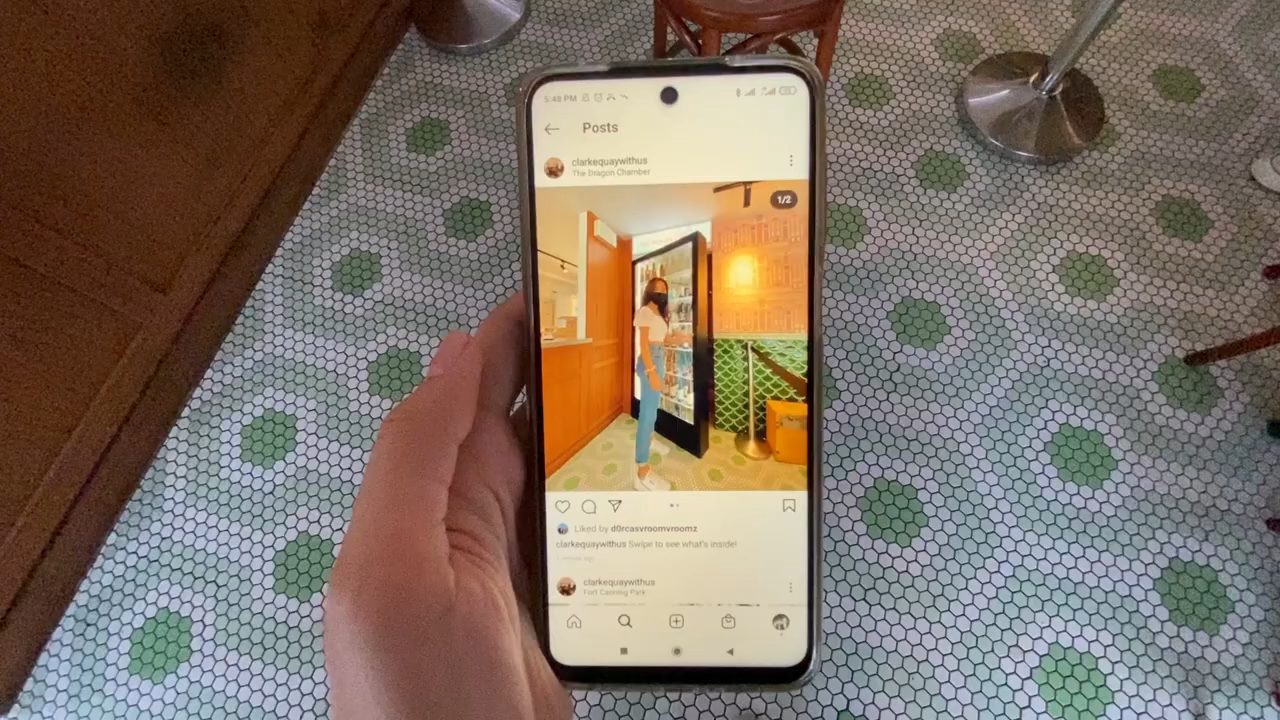 5:48 PM
Posts
clarkequaywithus
The Dragon Chamber
1/2
Liked by d0rcasvroomvroomz
clarkequaywithus Swipe to see what's inside!
clarkequaywithus
Fort Canning Park